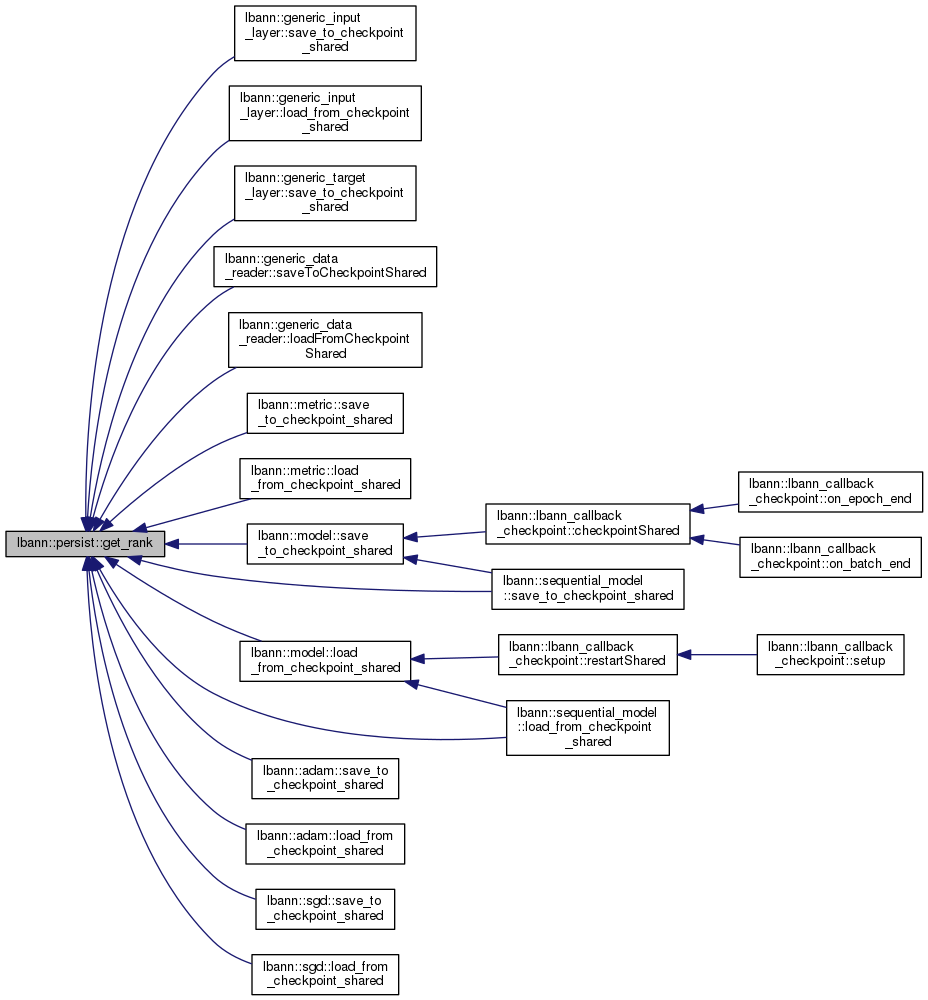 lbann::generic_input
_layer::save_to_checkpoint
_shared
lbann::generic_input
_layer::load_from_checkpoint
_shared
lbann::generic_target
_layer::save_to_checkpoint
_shared
lbann::generic_data
_reader::saveToCheckpointShared
lbann::generic_data
_reader::loadFromCheckpoint
Shared
lbann::metric::save
_to_checkpoint_shared
lbann::metric::load
_from_checkpoint_shared
lbann::persist::get_rank
lbann::model::save
_to_checkpoint_shared
lbann::lbann_callback
_checkpoint::checkpointShared
lbann::lbann_callback
_checkpoint::on_epoch_end
lbann::lbann_callback
_checkpoint::on_batch_end
lbann::sequential_model
::save_to_checkpoint_shared
lbann::model::load
_from_checkpoint_shared
lbann::lbann_callback
_checkpoint::restartShared
lbann::lbann_callback
_checkpoint::setup
lbann::sequential_model
::load_from_checkpoint
_shared
lbann::adam::save_to
_checkpoint_shared
lbann::adam::load_from
_checkpoint_shared
lbann::sgd::save_to
_checkpoint_shared
lbann::sgd::load_from
_checkpoint_shared